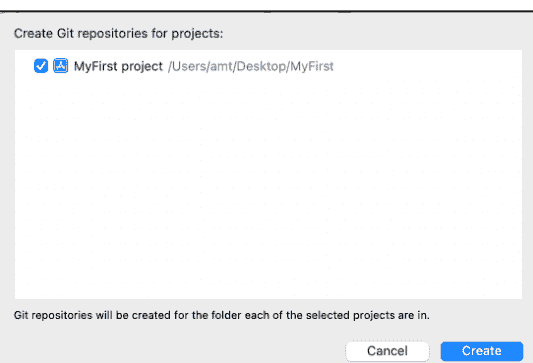 Create Git repositories for projects:
MyFirst project /Users/amt/Desktop/MyFirst
Git repositories will be created for the folder each of the selected projects are in.
Cancel Create